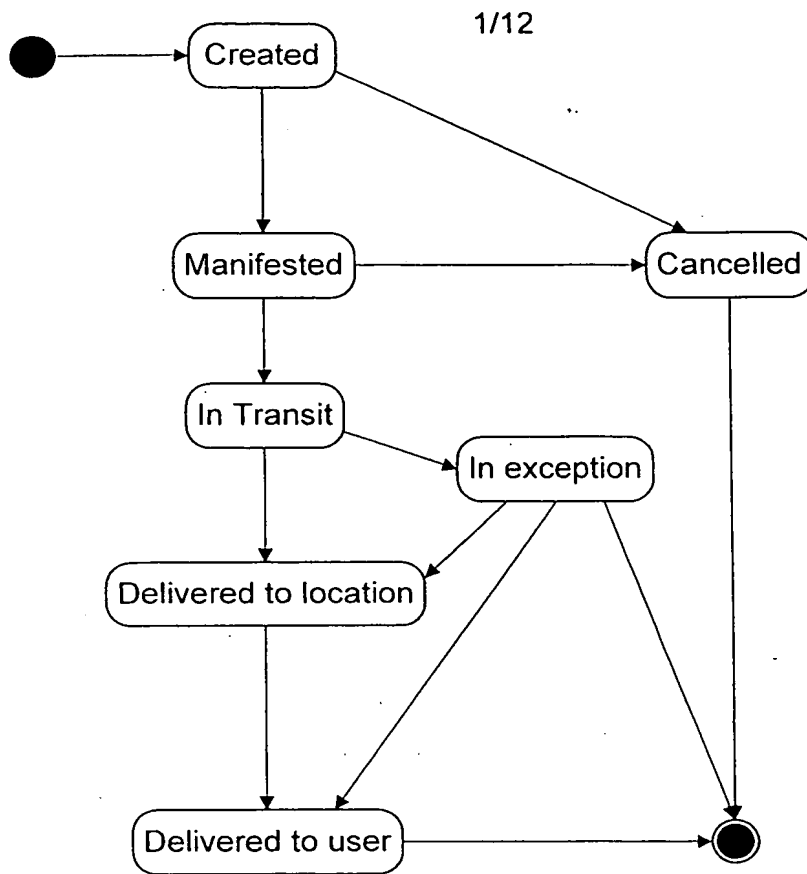 1/12
Created
Manifested
Cancelled
In Transit
In exception
Delivered to location
Delivered to user